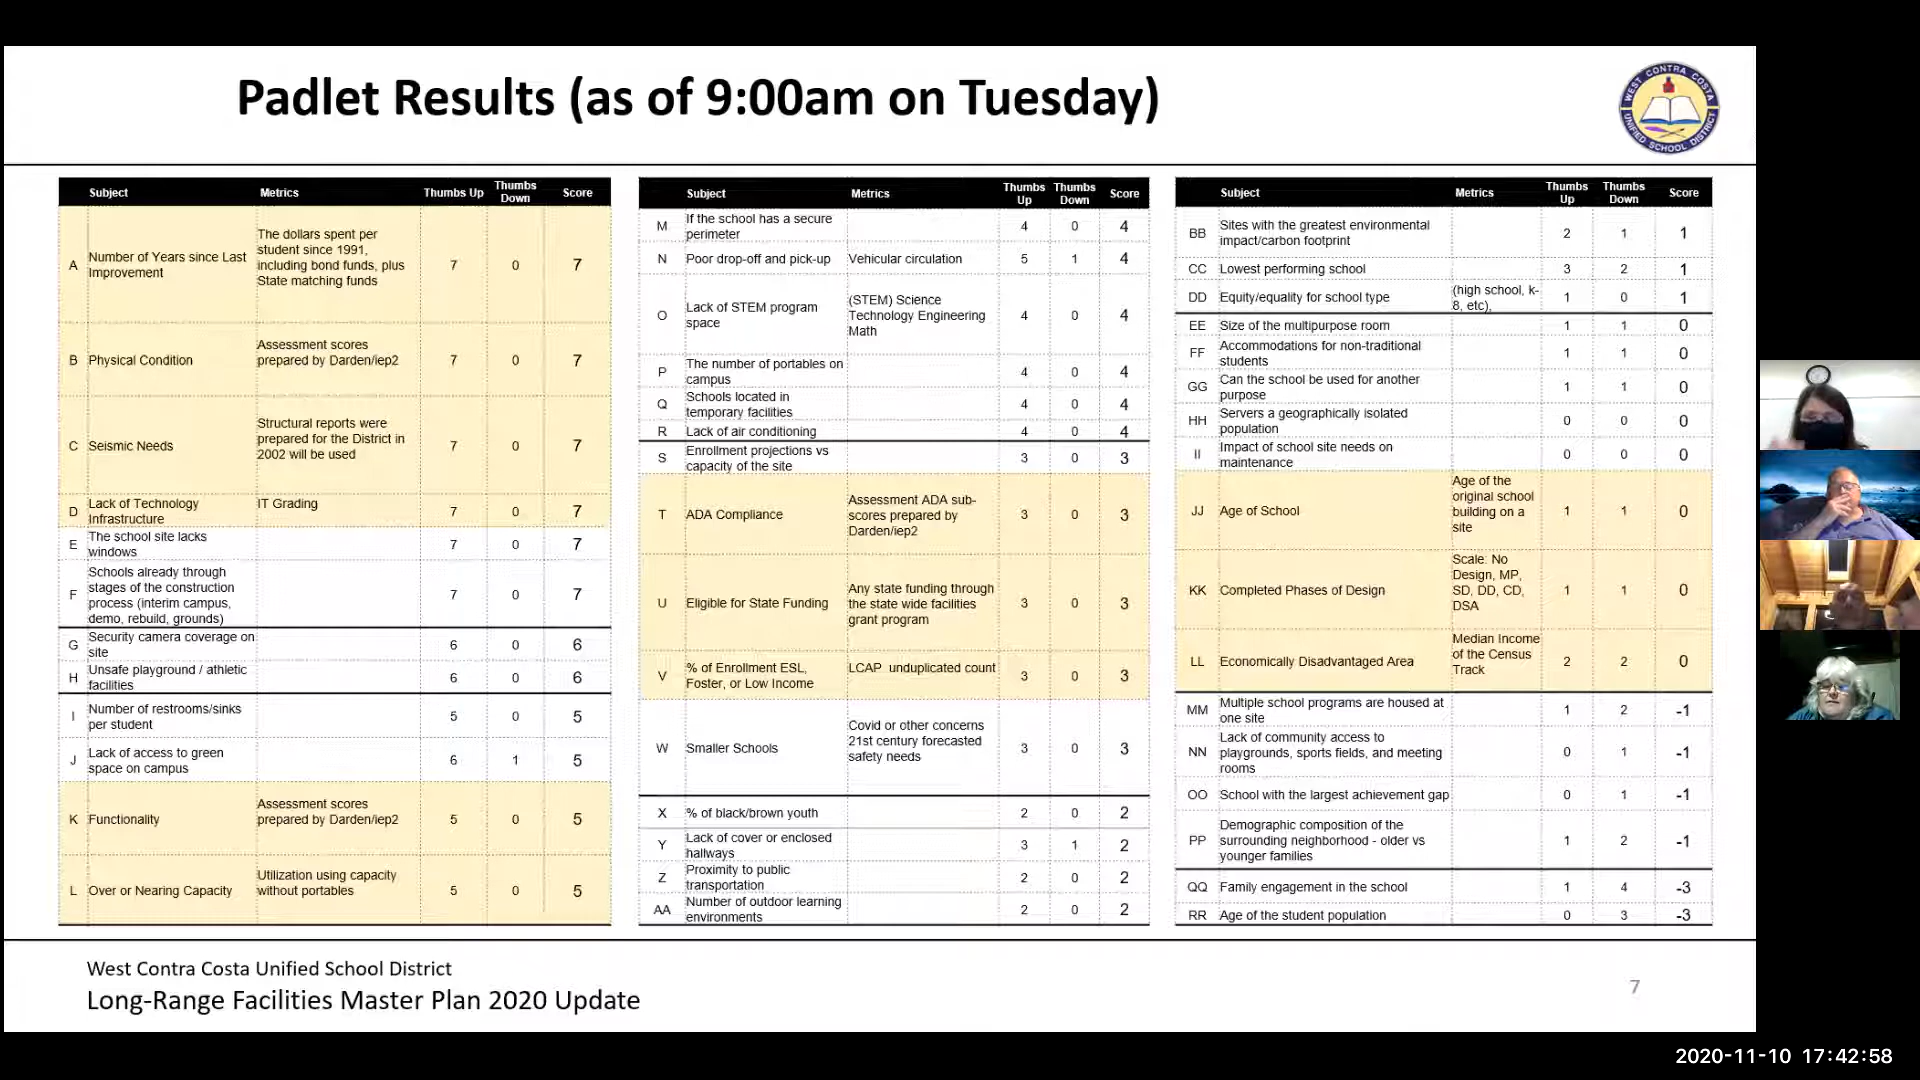 Padlet Results (as of 9:00am on Tuesday)
WEST CONTRA COSTA
UNIFIED SCHOOL DISTRICT
Subject Metrics Thumbs Up Thumbs Down Score
A Number of Years since Last Improvement The dollars spent per student since 1991, including bond funds, plus State matching funds 7 0 7
B Physical Condition Assessment scores prepared by Darden/iep2 7 0 7
C Seismic Needs Structural reports were prepared for the District in 2002 will be used 7 0 7
D Lack of Technology Infrastructure IT Grading 7 0 7
E The school site lacks windows 7 0 7
F Schools already through stages of the construction process (interim campus, demo, rebuild, grounds) 7 0 7
G Security camera coverage on site 6 0 6
H Unsafe playground / athletic facilities 6 0 6
I Number of restrooms/sinks per student 5 0 5
J Lack of access to green space on campus 6 1 5
K Functionality Assessment scores prepared by Darden/iep2 5 0 5
L Over or Nearing Capacity Utilization using capacity without portables 5 0 5
Subject Metrics Thumbs Up Thumbs Down Score
M If the school has a secure perimeter 4 0 4
N Poor drop-off and pick-up Vehicular circulation 5 1 4
O Lack of STEM program space (STEM) Science Technology Engineering Math 4 0 4
P The number of portables on campus 4 0 4
Q Schools located in temporary facilities 4 0 4
R Lack of air conditioning 4 0 4
S Enrollment projections vs capacity of the site 3 0 3
T ADA Compliance Assessment ADA sub-scores prepared by Darden/iep2 3 0 3
U Eligible for State Funding Any state funding through the state wide facilities grant program 3 0 3
V % of Enrollment ESL, Foster, or Low Income LCAP unduplicated count 3 0 3
W Smaller Schools Covid or other concerns 21st century forecasted safety needs 3 0 3
X % of black/brown youth 2 0 2
Y Lack of cover or enclosed hallways 3 1 2
Z Proximity to public transportation 2 0 2
AA Number of outdoor learning environments 2 0 2
Subject Metrics Thumbs Up Thumbs Down Score
BB Sites with the greatest environmental impact/carbon footprint 2 1 1
CC Lowest performing school 3 2 1
DD Equity/equality for school type (high school, k-8, etc), 1 0 1
EE Size of the multipurpose room 1 1 0
FF Accommodations for non-traditional students 1 1 0
GG Can the school be used for another purpose 1 1 0
HH Servers a geographically isolated population 0 0 0
II Impact of school site needs on maintenance 0 0 0
JJ Age of School Age of the original school building on a site 1 1 0
KK Completed Phases of Design Scale: No Design, MP, SD, DD, CD, DSA 1 1 0
LL Economically Disadvantaged Area Median Income of the Census Track 2 2 0
MM Multiple school programs are housed at one site 1 2 -1
NN Lack of community access to playgrounds, sports fields, and meeting rooms 0 1 -1
OO School with the largest achievement gap 0 1 -1
PP Demographic composition of the surrounding neighborhood - older vs younger families 1 2 -1
QQ Family engagement in the school 1 4 -3
RR Age of the student population 0 3 -3
West Contra Costa Unified School District
Long-Range Facilities Master Plan 2020 Update
7
2020-11-10 17:42:58